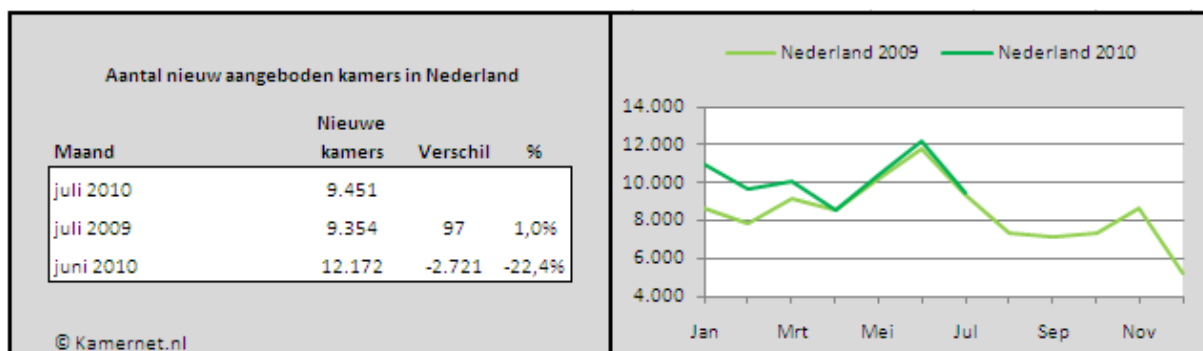 Aantal nieuw aangeboden kamers in Nederland
Nieuwe
Maand kamers Verschil %
juli 2010 9.451
juli 2009 9.354 97 1,0%
juni 2010 12.172 -2.721 -22,4%
© Kamernet.nl
Nederland 2009 Nederland 2010
14.000
12.000
10.000
8.000
6.000
4.000
Jan Mrt Mei Jul Sep Nov